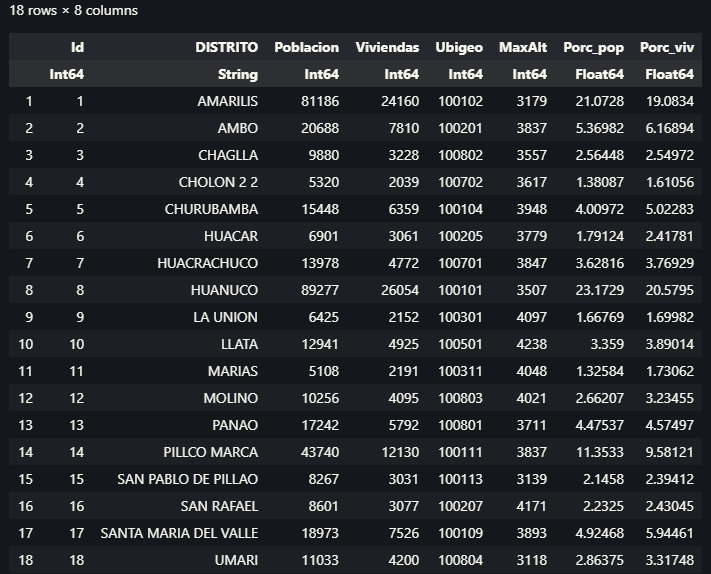 18 rows × 8 columns
Id DISTRITO Poblacion Viviendas Ubigeo MaxAlt Porc_pop Porc_viv
Int64 String Int64 Int64 Int64 Int64 Float64 Float64
1 1 AMARILIS 81186 24160 100102 3179 21.0728 19.0834
2 2 AMBO 20688 7810 100201 3837 5.36982 6.16894
3 3 CHAGLLA 9880 3228 100802 3557 2.56448 2.54972
4 4 CHOLON 2 2 5320 2039 100702 3617 1.38087 1.61056
5 5 CHURUBAMBA 15448 6359 100104 3948 4.00972 5.02283
6 6 HUACAR 6901 3061 100205 3779 1.79124 2.41781
7 7 HUACRACHUCO 13978 4772 100701 3847 3.62816 3.76929
8 8 HUANUCO 89277 26054 100101 3507 23.1729 20.5795
9 9 LA UNION 6425 2152 100301 4097 1.66769 1.69982
10 10 LLATA 12941 4925 100501 4238 3.359 3.89014
11 11 MARIAS 5108 2191 100311 4048 1.32584 1.73062
12 12 MOLINO 10256 4095 100803 4021 2.66207 3.23455
13 13 PANAO 17242 5792 100801 3711 4.47537 4.57497
14 14 PILLCO MARCA 43740 12130 100111 3837 11.3533 9.58121
15 15 SAN PABLO DE PILLAO 8267 3031 100113 3139 2.1458 2.39412
16 16 SAN RAFAEL 8601 3077 100207 4171 2.2325 2.43045
17 17 SANTA MARIA DEL VALLE 18973 7526 100109 3893 4.92468 5.94461
18 18 UMARI 11033 4200 100804 3118 2.86375 3.31748